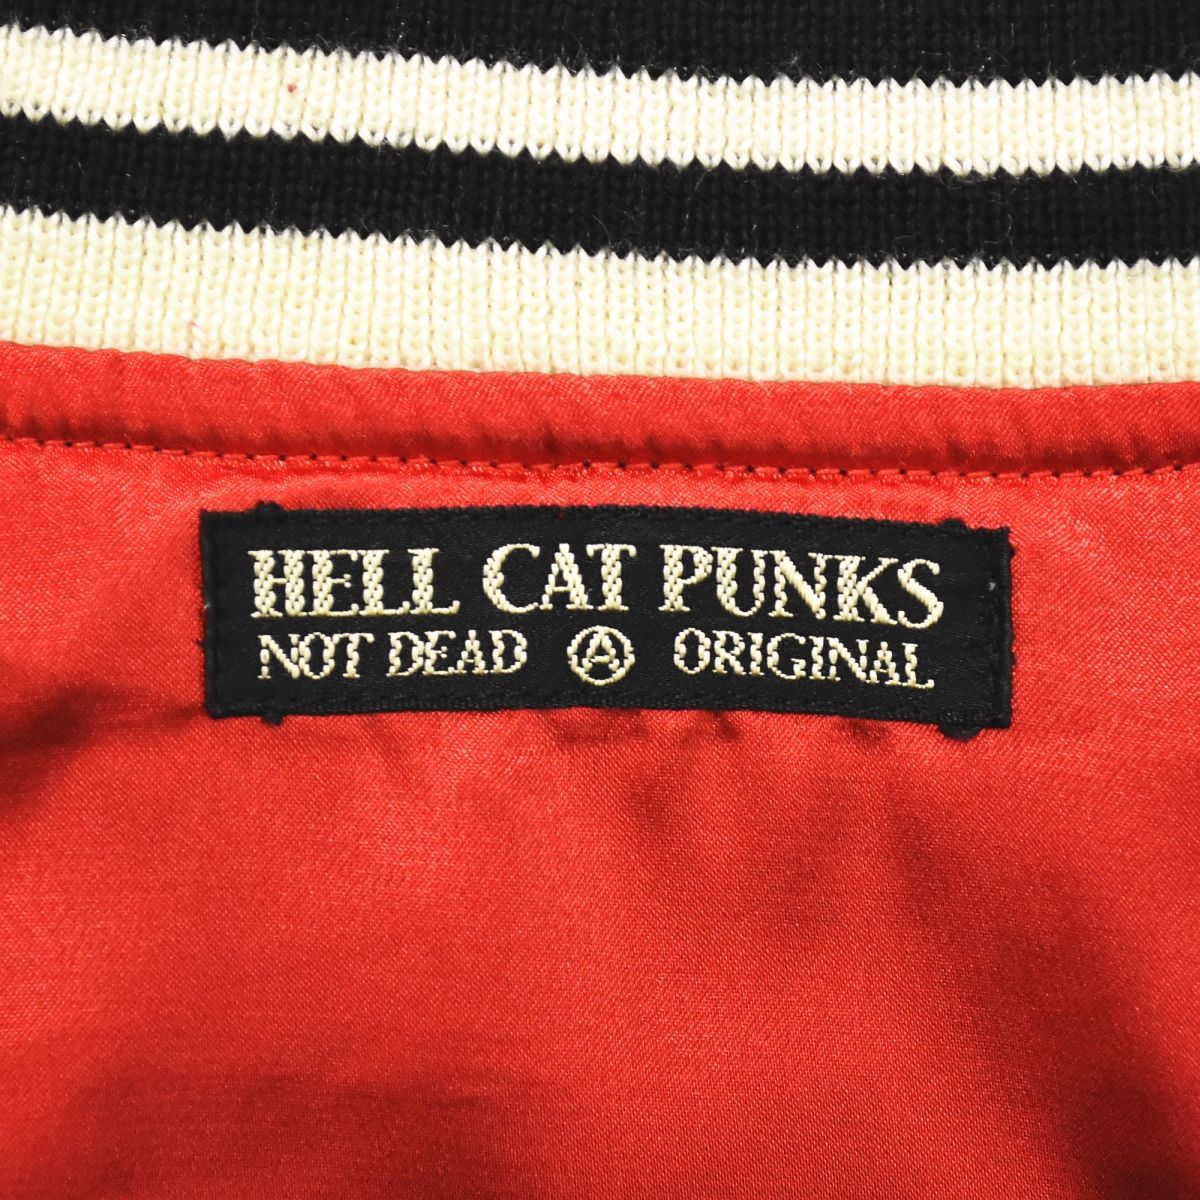 HELL CAT PUNKS
NOT DEAD Ⓐ ORIGINAL